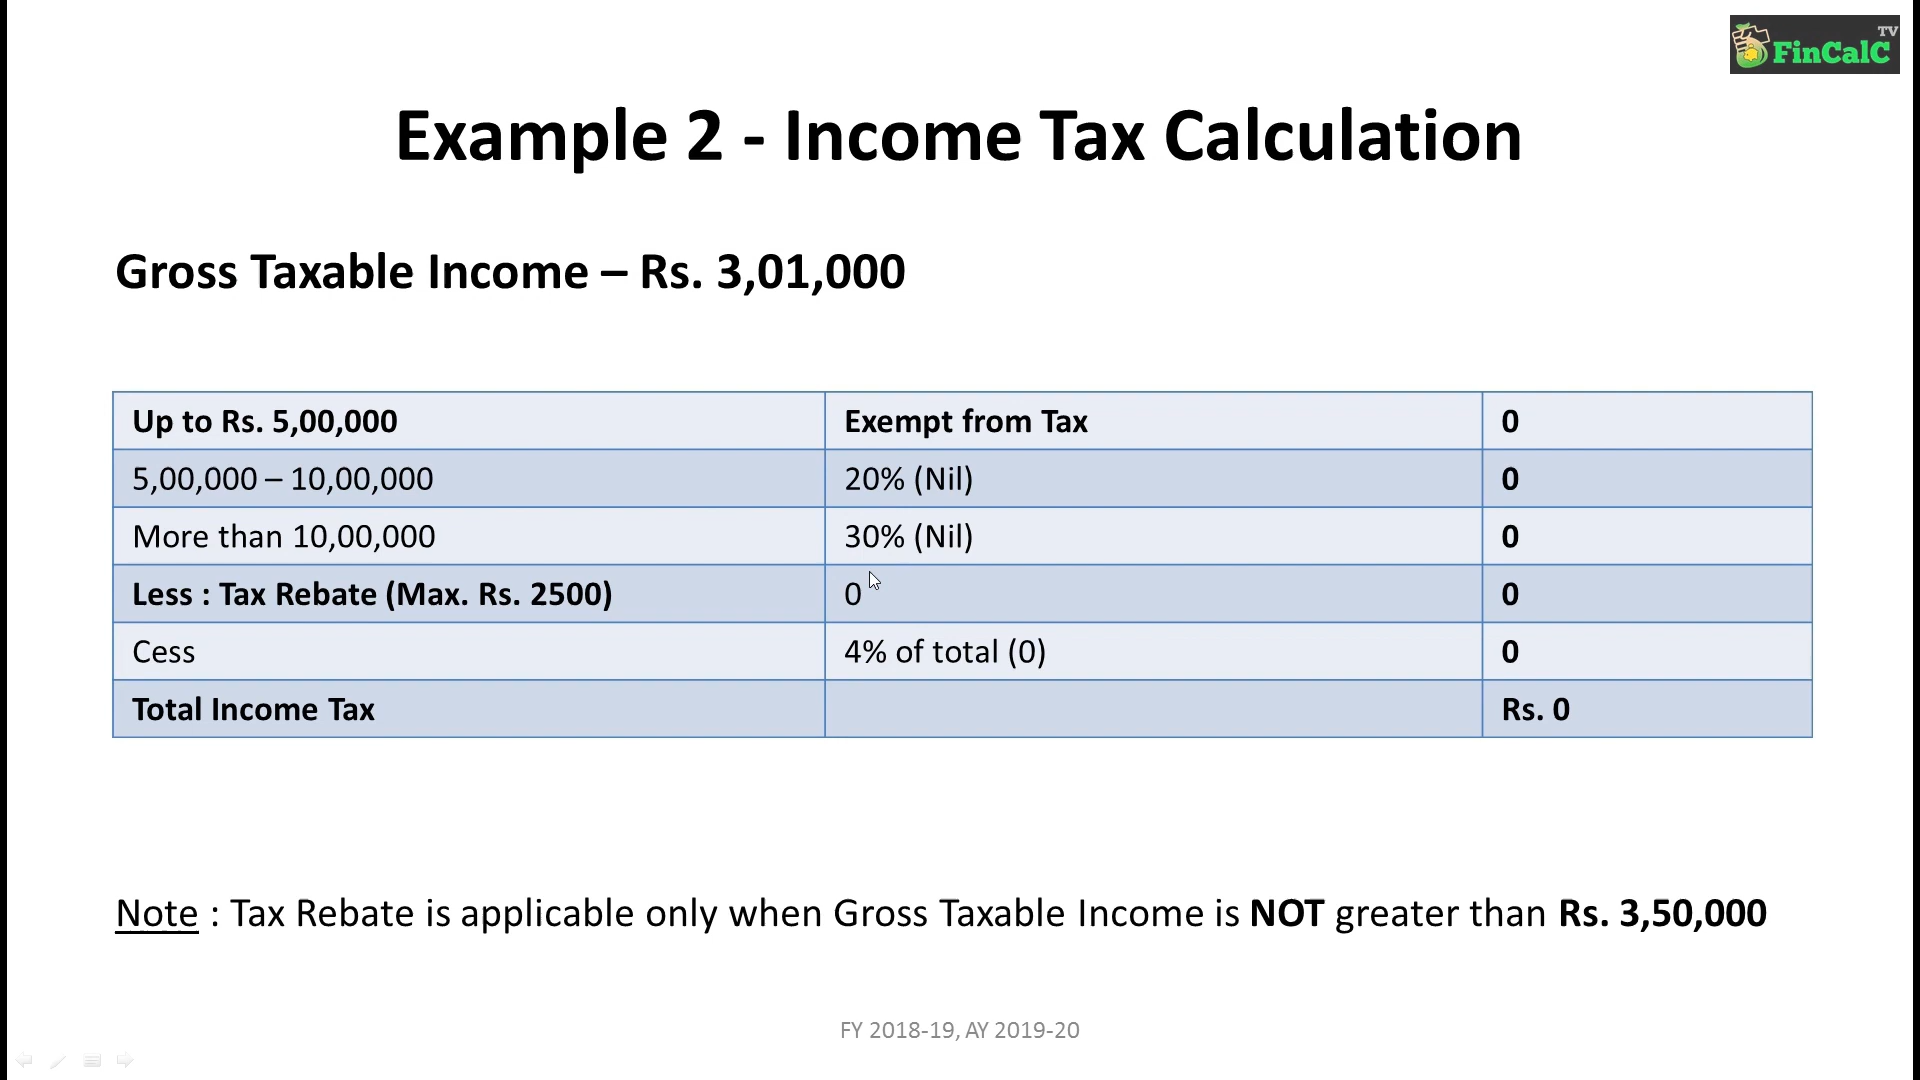 TV
FinCalC
Example 2 - Income Tax Calculation
Gross Taxable Income – Rs. 3,01,000
Up to Rs. 5,00,000 Exempt from Tax 0
5,00,000 – 10,00,000 20% (Nil) 0
More than 10,00,000 30% (Nil) 0
Less : Tax Rebate (Max. Rs. 2500) 0 0
Cess 4% of total (0) 0
Total Income Tax Rs. 0
Note : Tax Rebate is applicable only when Gross Taxable Income is NOT greater than Rs. 3,50,000
FY 2018-19, AY 2019-20